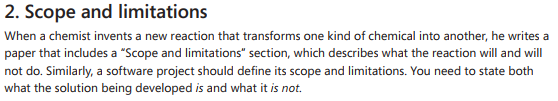 2. Scope and limitations
When a chemist invents a new reaction that transforms one kind of chemical into another, he writes a
paper that includes a “Scope and limitations” section, which describes what the reaction will and will
not do. Similarly, a software project should define its scope and limitations. You need to state both
what the solution being developed is and what it is not.